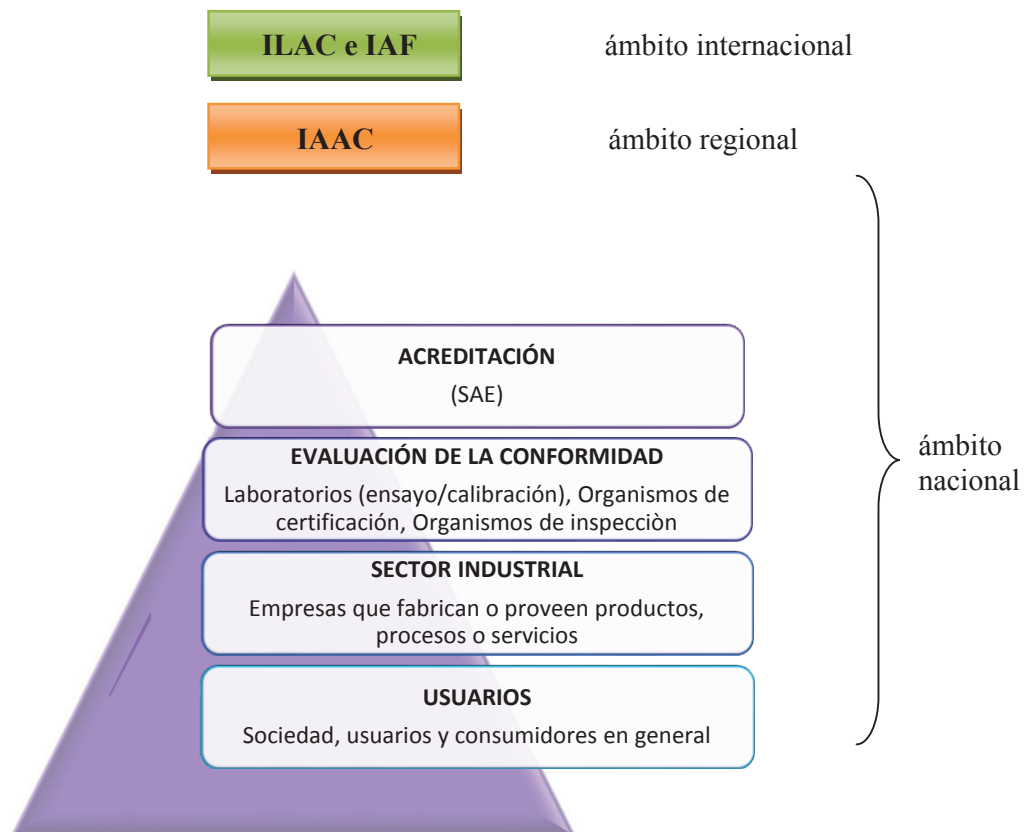 ILAC e IAF
ámbito internacional
IAAC
ámbito regional
ACREDITACIÓN
(SAE)
EVALUACIÓN DE LA CONFORMIDAD
Laboratorios (ensayo/calibración), Organismos de
certificación, Organismos de inspecciòn
SECTOR INDUSTRIAL
Empresas que fabrican o proveen productos,
procesos o servicios
USUARIOS
Sociedad, usuarios y consumidores en general
ámbito
nacional